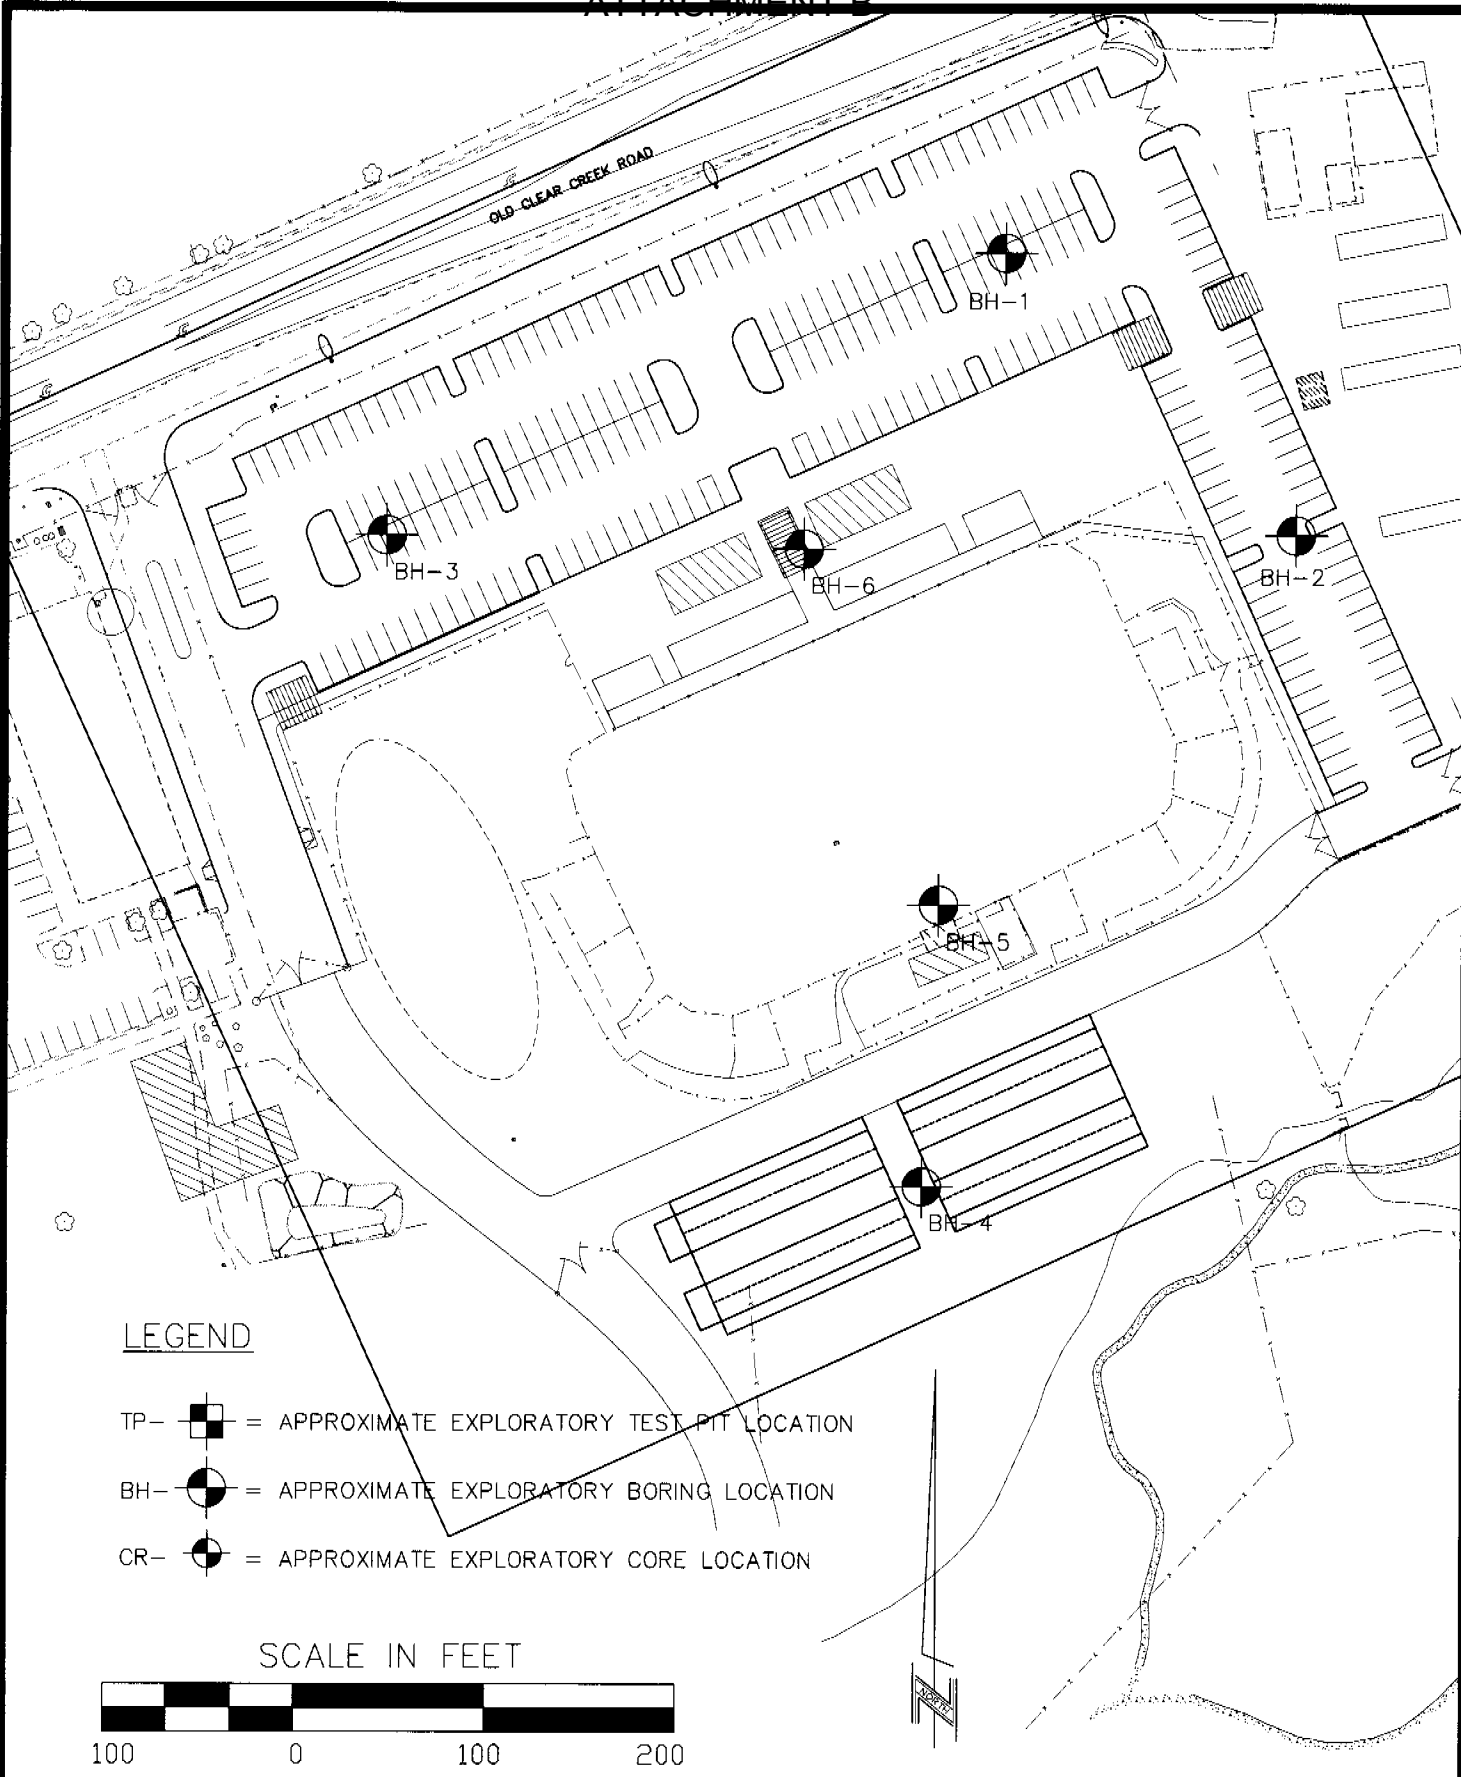 ATTACHMENT B
OLD CLEAR CREEK ROAD
BH-1
BH-3
BH-6
BH-2
BH-5
BH-4
LEGEND
TP- = APPROXIMATE EXPLORATORY TEST PIT LOCATION
BH- = APPROXIMATE EXPLORATORY BORING LOCATION
CR- = APPROXIMATE EXPLORATORY CORE LOCATION
SCALE IN FEET
100 0 100 200
NORTH